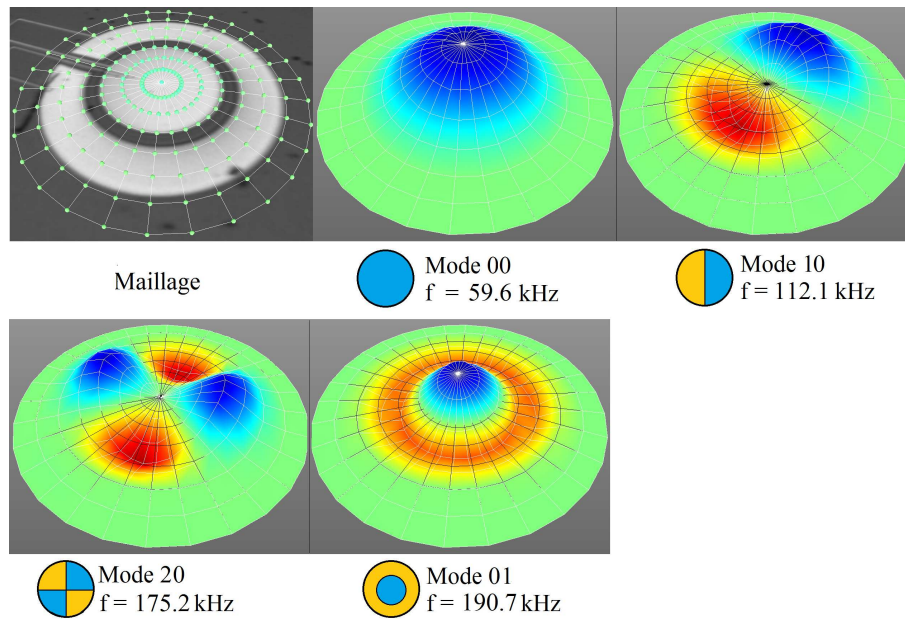 Maillage
Mode 00
f = 59.6 kHz
Mode 10
f = 112.1 kHz
Mode 20
f = 175.2 kHz
Mode 01
f = 190.7 kHz